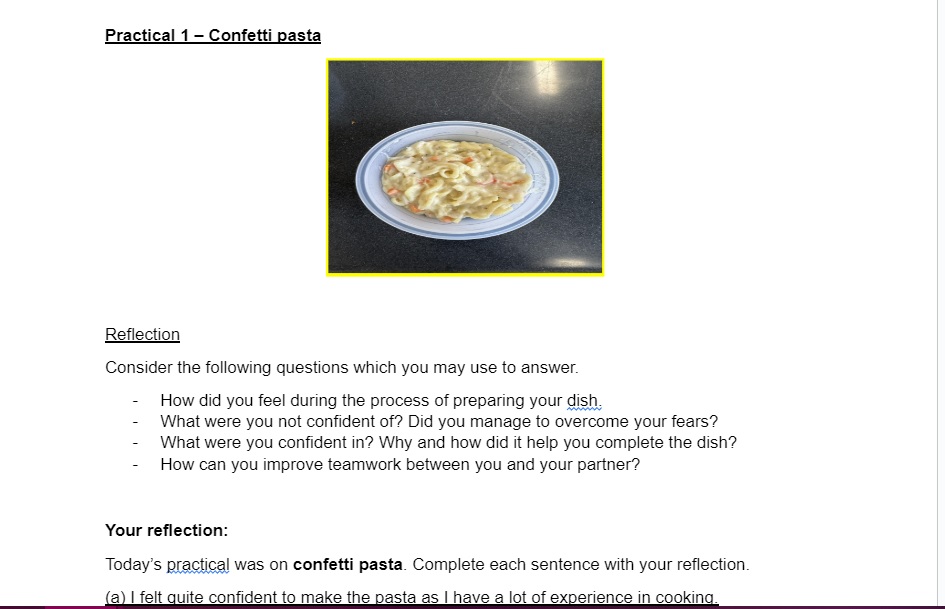 Practical 1 – Confetti pasta
Reflection
Consider the following questions which you may use to answer.
- How did you feel during the process of preparing your dish.
- What were you not confident of? Did you manage to overcome your fears?
- What were you confident in? Why and how did it help you complete the dish?
- How can you improve teamwork between you and your partner?
Your reflection:
Today’s practical was on confetti pasta. Complete each sentence with your reflection.
(a) I felt quite confident to make the pasta as I have a lot of experience in cooking.